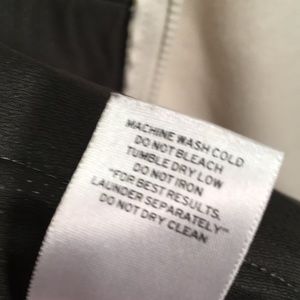 MACHINE WASH COLD
DO NOT BLEACH
TUMBLE DRY LOW
DO NOT IRON
"FOR BEST RESULTS,
LAUNDER SEPARATELY"
DO NOT DRY CLEAN